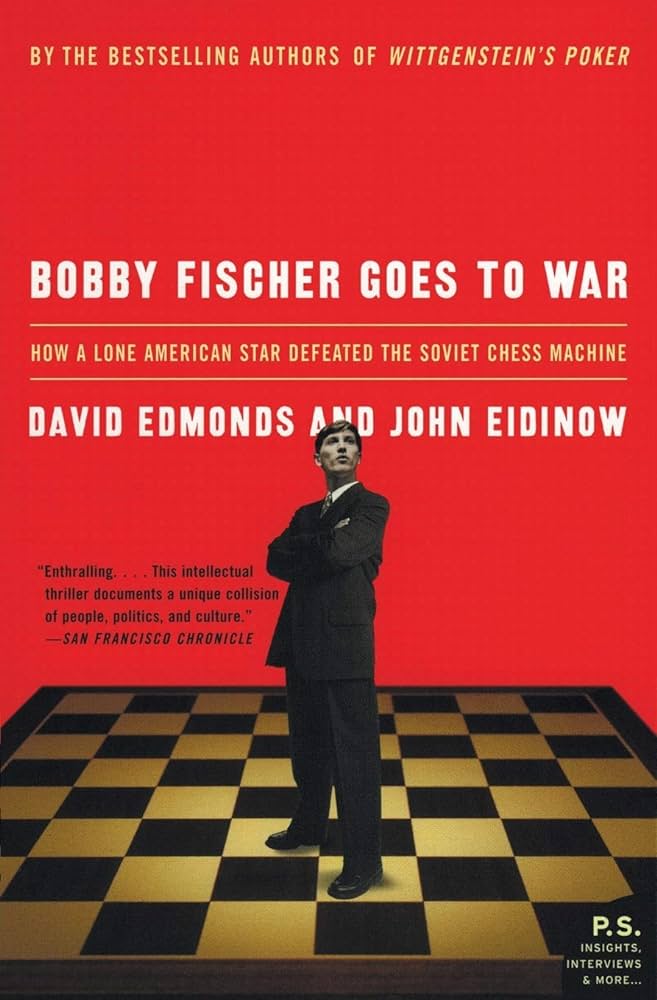 BY THE BESTSELLING AUTHORS OF WITTGENSTEIN'S POKER
BOBBY FISCHER GOES TO WAR
HOW A LONE AMERICAN STAR DEFEATED THE SOVIET CHESS MACHINE
DAVID EDMONDS AND JOHN EIDINOW
"Enthralling. . . . This intellectual
thriller documents a unique collision
of people, politics, and culture."
—SAN FRANCISCO CHRONICLE
P.S.
INSIGHTS,
INTERVIEWS
& MORE...